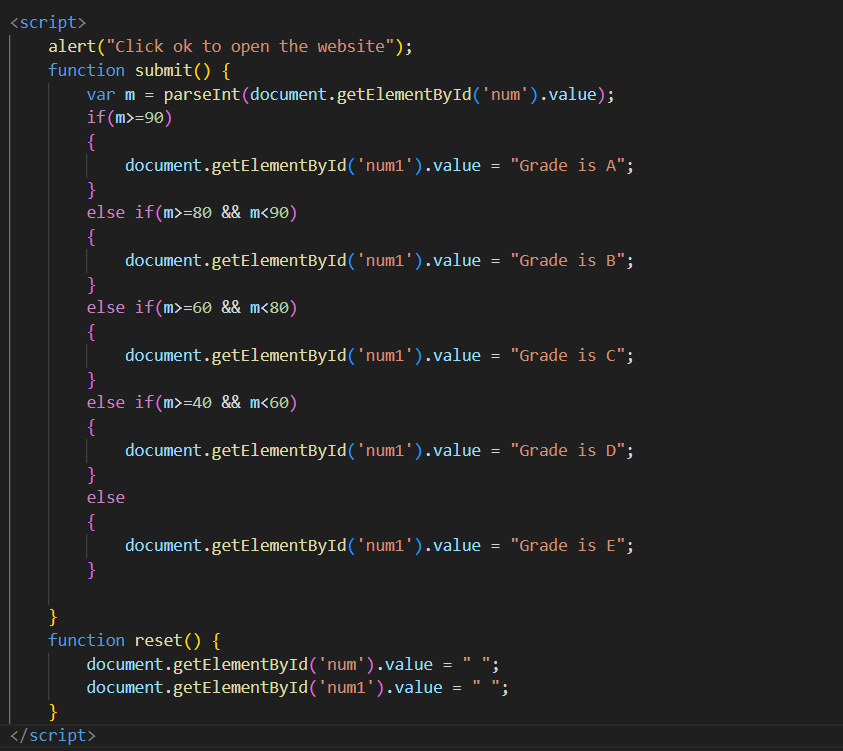 <script>
    alert("Click ok to open the website");
    function submit() {
        var m = parseInt(document.getElementById('num').value);
        if(m>=90)
        {
            document.getElementById('num1').value = "Grade is A";
        }
        else if(m>=80 && m<90)
        {
            document.getElementById('num1').value = "Grade is B";
        }
        else if(m>=60 && m<80)
        {
            document.getElementById('num1').value = "Grade is C";
        }
        else if(m>=40 && m<60)
        {
            document.getElementById('num1').value = "Grade is D";
        }
        else
        {
            document.getElementById('num1').value = "Grade is E";
        }

    }
    function reset() {
        document.getElementById('num').value = " ";
        document.getElementById('num1').value = " ";
    }
</script>